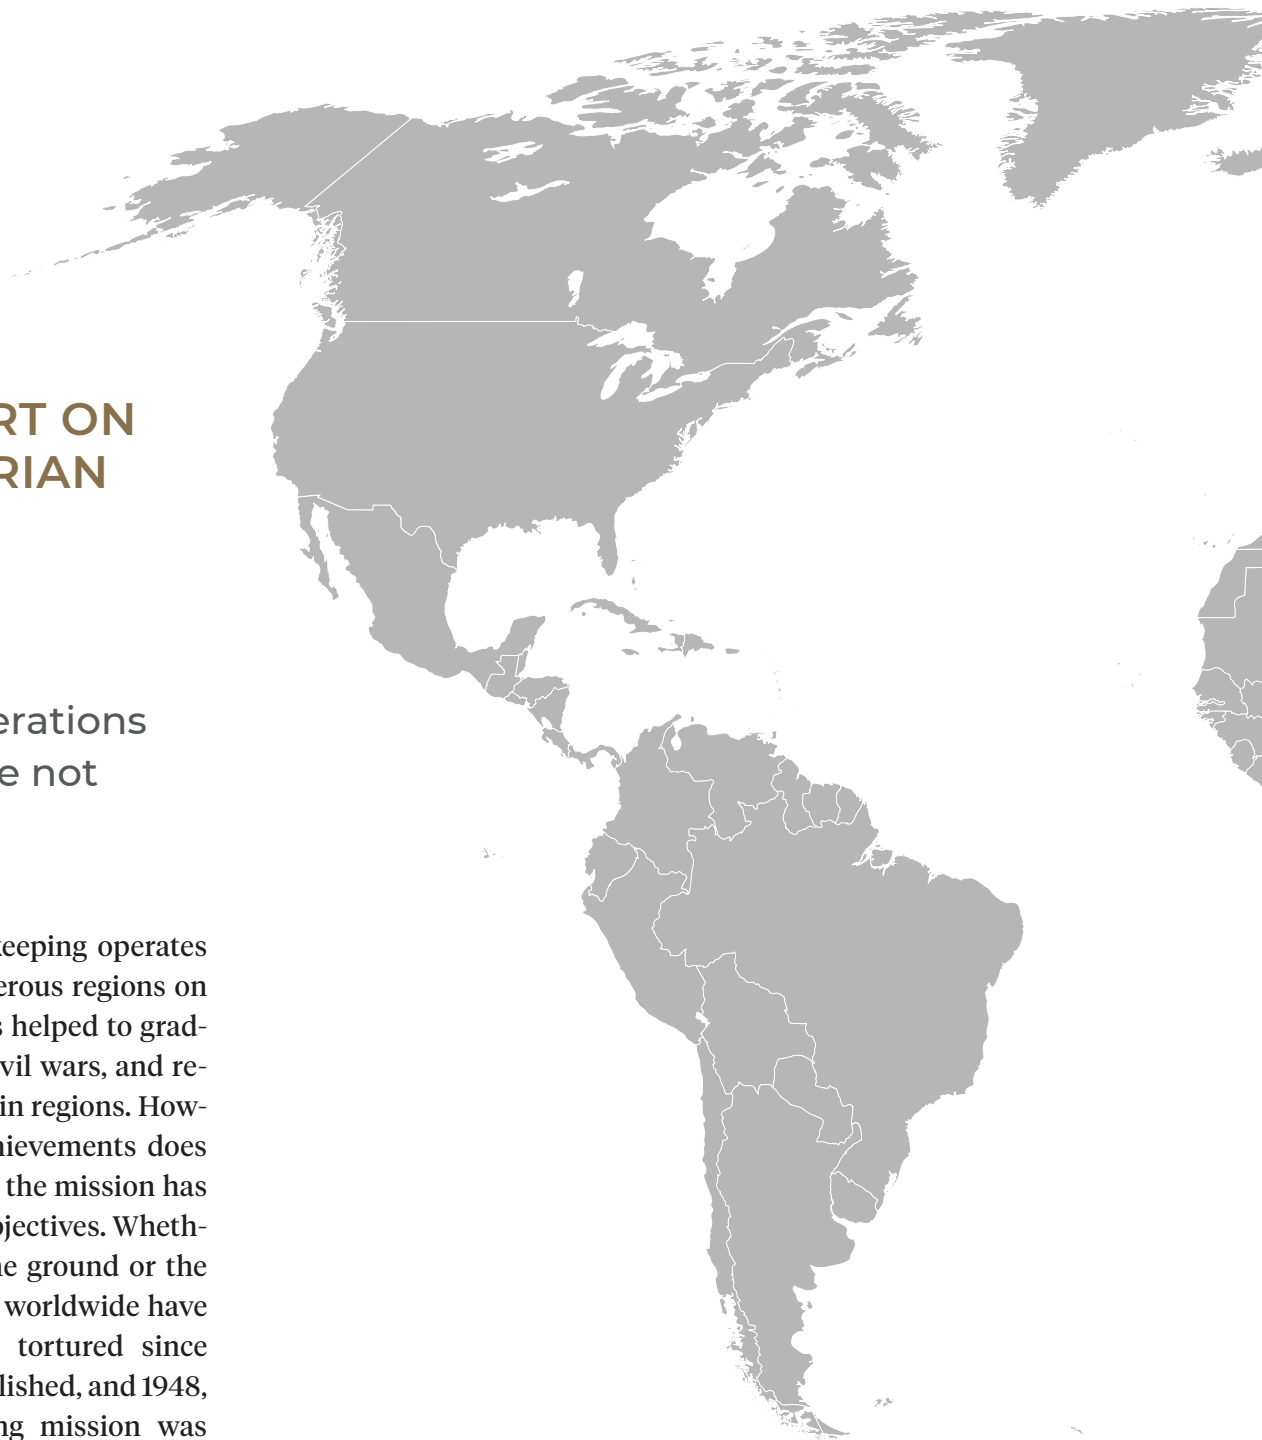 RT ON
RIAN
erations
e not
keeping operates
erous regions on
s helped to grad-
vil wars, and re-
in regions. How-
hievements does
the mission has
bjectives. Wheth-
he ground or the
worldwide have
tortured since
lished, and 1948,
ng mission was